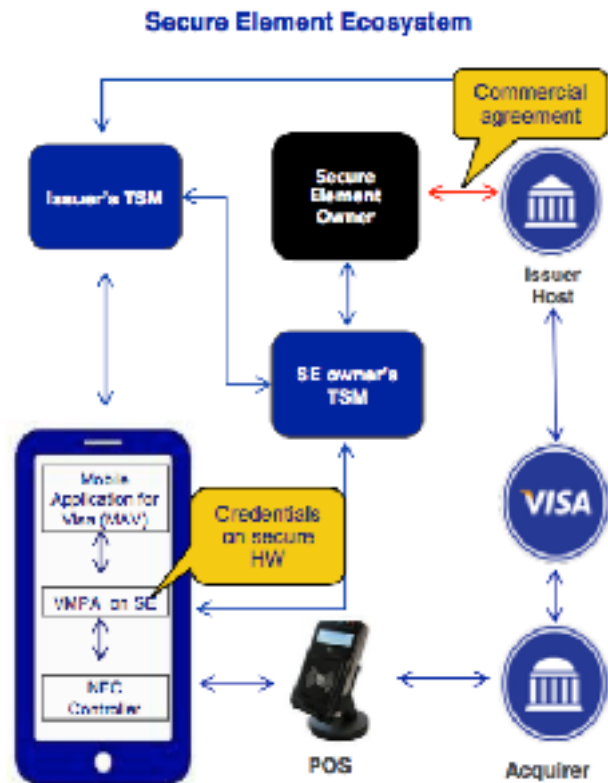 Secure Element Ecosystem
Commercial
agreement
Issuer's TSM
Secure
Element
Owner
Issuer
Host
SE owner's
TSM
Mobile
Application for
Visa (MAV)
Credentials
on secure
HW
VISA
VMPA on SE
NFC
Controller
POS
Acquirer